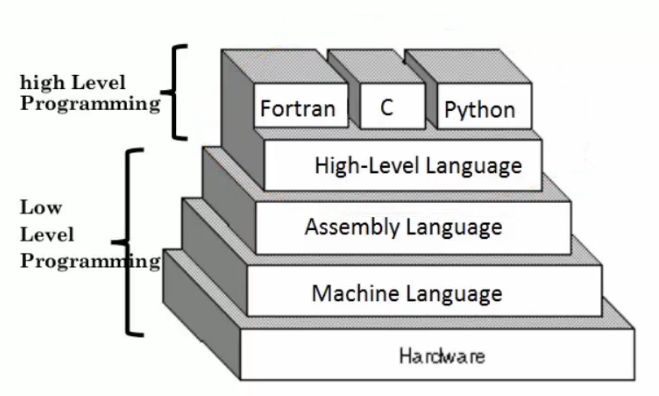 high Level
Programming
Fortran
C
Python
High-Level Language
Low
Level
Programming
Assembly Language
Machine Language
Hardware